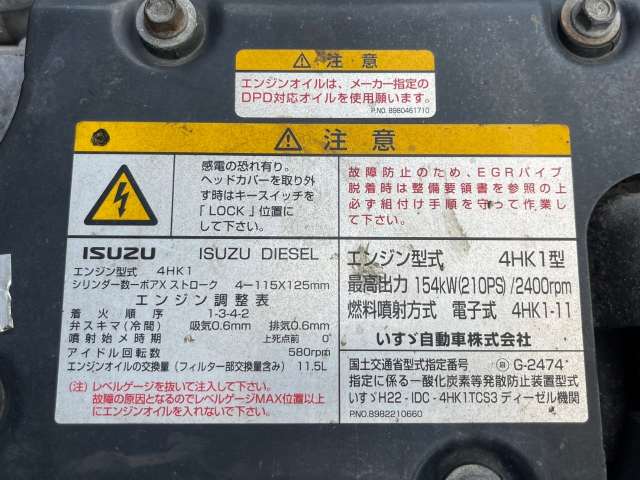 ⚠ 注意
エンジンオイルは、メーカー指定の
DPD対応オイルを使用願います。
P.NO. 8980461710
⚠ 注意
感電の恐れ有り。
ヘッドカバーを取り外
す時はキースイッチを
「LOCK」位置に
して下さい。
故障防止のため、EGRパイプ
脱着時は整備要領書を参照の上
必ず組付け手順を守って作業し
て下さい。
ISUZU ISUZU DIESEL
エンジン型式 4HK1
シリンダー数ーボアX ストローク 4ー115X125mm
エンジン調整表
着火順序 1-3-4-2
弁スキマ(冷間) 吸気0.6mm 排気0.6mm
噴射始メ時期 上死点前 0°
アイドル回転数 580rpm
エンジンオイルの交換量(フィルター部交換量含み) 11.5L
(注)レベルゲージを抜いて注入して下さい。
故障の原因となるのでレベルゲージMAX位置以上
にエンジンオイルを入れないで下さい。
エンジン型式 4HK1型
最高出力 154kW(210PS)/2400rpm
燃料噴射方式 電子式 4HK1-11
いすゞ自動車株式会社
国土交通省型式指定番号 ⓐ G-2474*
指定に係る一酸化炭素等発散防止装置型式
いすゞH22-IDC-4HK1TCS3 ディーゼル機関
P.NO.8982210660